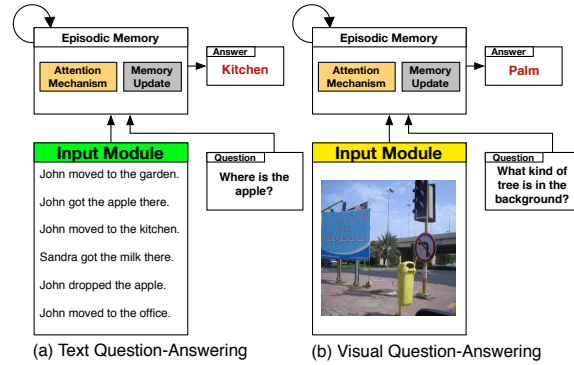 Episodic Memory
Attention Mechanism
Memory Update
Answer
Kitchen
Input Module
John moved to the garden.
John got the apple there.
John moved to the kitchen.
Sandra got the milk there.
John dropped the apple.
John moved to the office.
Question
Where is the
apple?
(a) Text Question-Answering
Episodic Memory
Attention Mechanism
Memory Update
Answer
Palm
Input Module
Question
What kind of
tree is in the
background?
(b) Visual Question-Answering